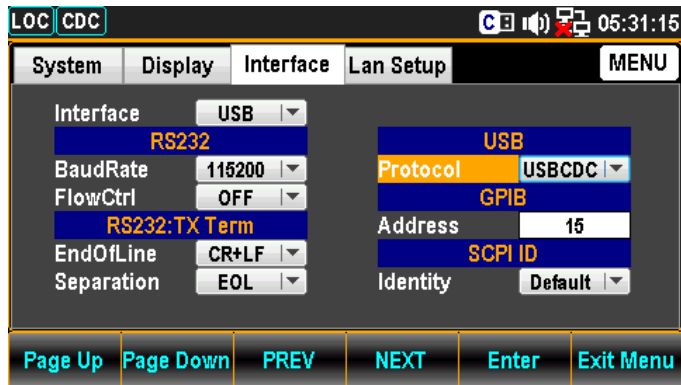 LOC CDC C 05:31:15
System Display Interface Lan Setup MENU
Interface USB
RS232 USB
BaudRate 115200 Protocol USBCDC
FlowCtrl OFF GPIB
RS232:TX Term Address 15
EndOfLine CR+LF SCPI ID
Separation EOL Identity Default
Page Up Page Down PREV NEXT Enter Exit Menu